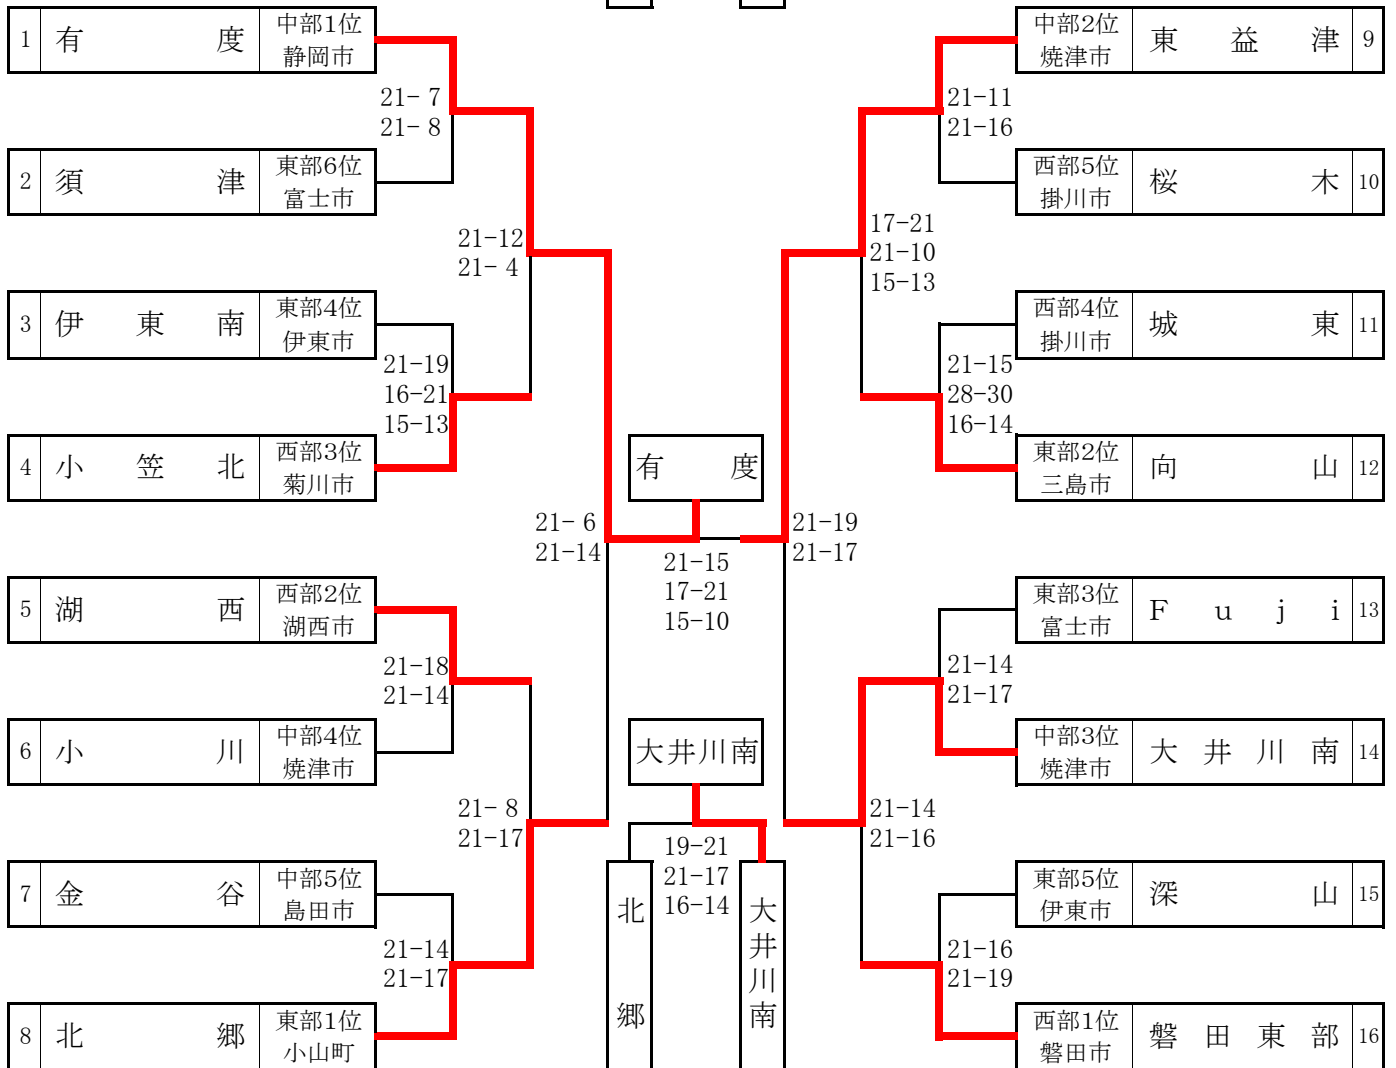 1 有度 中部1位
静岡市
21- 7
21- 8
2 須津 東部6位
富士市
21-12
21- 4
3 伊東南 東部4位
伊東市
21-19
16-21
15-13
4 小笠北 西部3位
菊川市
21- 6
21-14
5 湖西 西部2位
湖西市
21-18
21-14
6 小川 中部4位
焼津市
21- 8
21-17
7 金谷 中部5位
島田市
21-14
21-17
8 北郷 東部1位
小山町
有度
21-15
17-21
15-10
大井川南
19-21
21-17
16-14
北郷
大井川南
中部2位 東益津 9
焼津市
21-11
21-16
西部5位 桜木 10
掛川市
17-21
21-10
15-13
西部4位 城東 11
掛川市
21-15
28-30
16-14
東部2位 向山 12
三島市
21-19
21-17
東部3位 Fuji 13
富士市
21-14
21-17
中部3位 大井川南 14
焼津市
21-14
21-16
東部5位 深山 15
伊東市
21-16
21-19
西部1位 磐田東部 16
磐田市